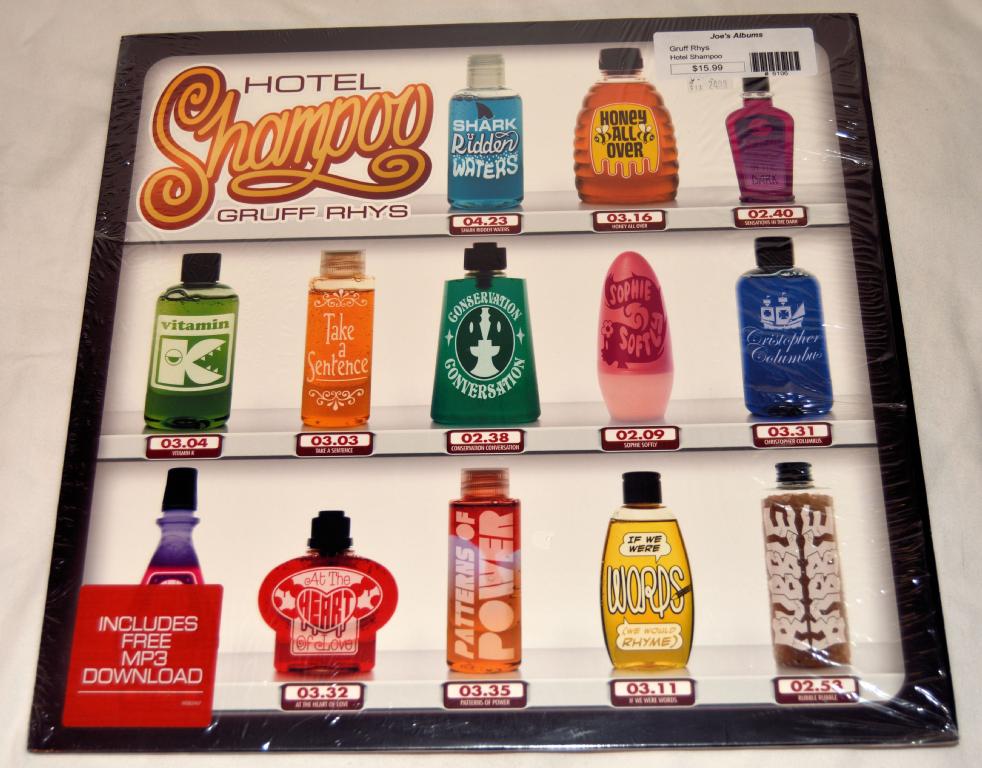 HOTEL
Shampoo
GRUFF RHYS
Joe's Albums
Gruff Rhys
Hotel Shampoo
$15.99
SHARK
Ridden
WATERS
HONEY
ALL
OVER
DARK
04.23
SHARK RIDDEN WATERS
03.16
HONEY ALL OVER
02.40
SENSATIONS IN THE DARK
vitamin
K
Take
a
Sentence
CONSERVATION
CONVERSATION
SOPHIE
SOFTLY
Cristopher
Columbus
03.04
VITAMIN K
03.03
TAKE A SENTENCE
02.38
CONSERVATION CONVERSATION
02.09
SOPHIE SOFTLY
03.31
CHRISTOPHER COLUMBUS
INCLUDES
FREE
MP3
DOWNLOAD
At The
HEART
Of Love
PATTERNS OF
POWER
IF WE
WERE
WORDS
(WE WOULD
RHYME)
03.32
AT THE HEART OF LOVE
03.35
PATTERNS OF POWER
03.11
IF WE WERE WORDS
02.53
RUBBLE RUBBLE